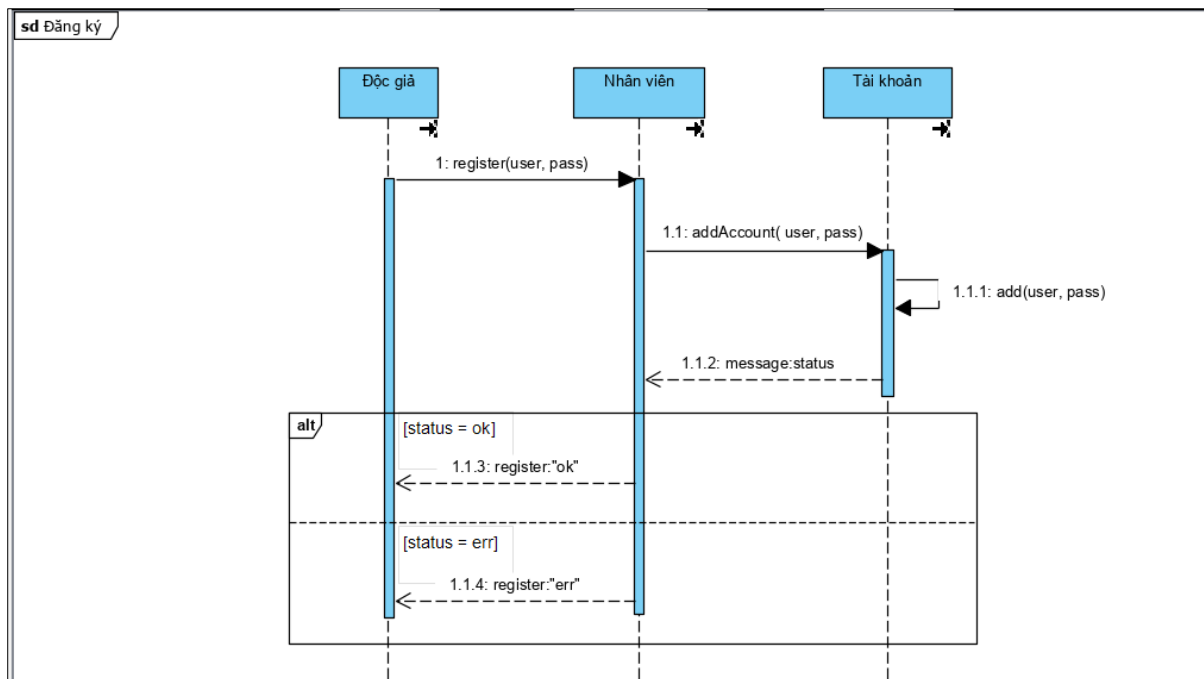 sd Đăng ký
Độc giả
Nhân viên
Tài khoản
1: register(user, pass)
1.1: addAccount( user, pass)
1.1.1: add(user, pass)
1.1.2: message:status
alt
[status = ok]
1.1.3: register:"ok"
[status = err]
1.1.4: register:"err"